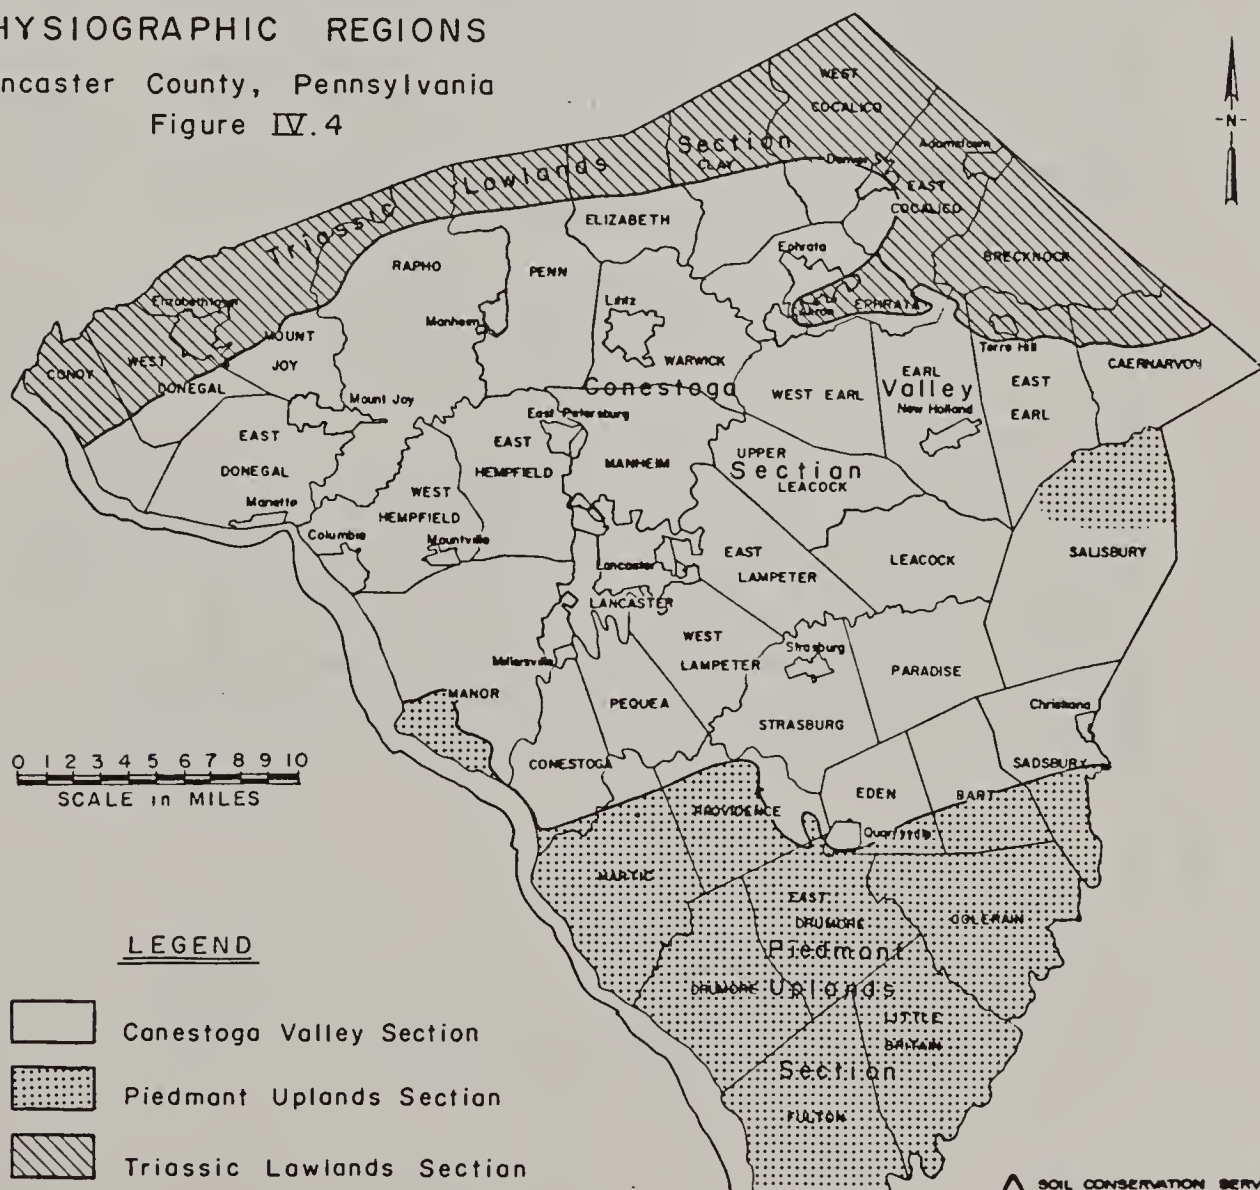 HYSIOGRAPHIC REGIONS
ncaster County, Pennsylvania
Figure IV.4
-N-
WEST
COCALICO
Section
CLAY
Denver
Adamstown
EAST
COCALICO
Lowlands
Triassic
ELIZABETH
Ephrata
BRECKNOCK
RAPHO
PENN
Elizabethtown
Lititz
Akron
EPHRATA
Manheim
MOUNT
JOY
WEST
DONEGAL
CONOY
WARWICK
Terre Hill
CAERNARVON
Conestoga
EARL
Valley
WEST EARL
New Holland
EAST
EARL
Mount Joy
East Petersburg
EAST
HEMPFIELD
MANHEIM
EAST
DONEGAL
UPPER
Section
LEACOCK
WEST
HEMPFIELD
Marietta
Columbia
Mountville
Lancaster
EAST
LAMPETER
LEACOCK
SALISBURY
LANCASTER
WEST
LAMPETER
Strasburg
PARADISE
Millersville
MANOR
PEQUEA
STRASBURG
Christiana
CONESTOGA
SADSBURY
0 1 2 3 4 5 6 7 8 9 10
SCALE in MILES
EDEN
BART
PROVIDENCE
Quarryville
MARTIC
EAST
DRUMORE
COLERAIN
Piedmont
DRUMORE
Uplands
LITTLE
BRITAIN
Section
FULTON
LEGEND
Canestoga Valley Section
Piedmant Uplands Section
Triassic Lawlands Section
SOIL CONSERVATION SERV